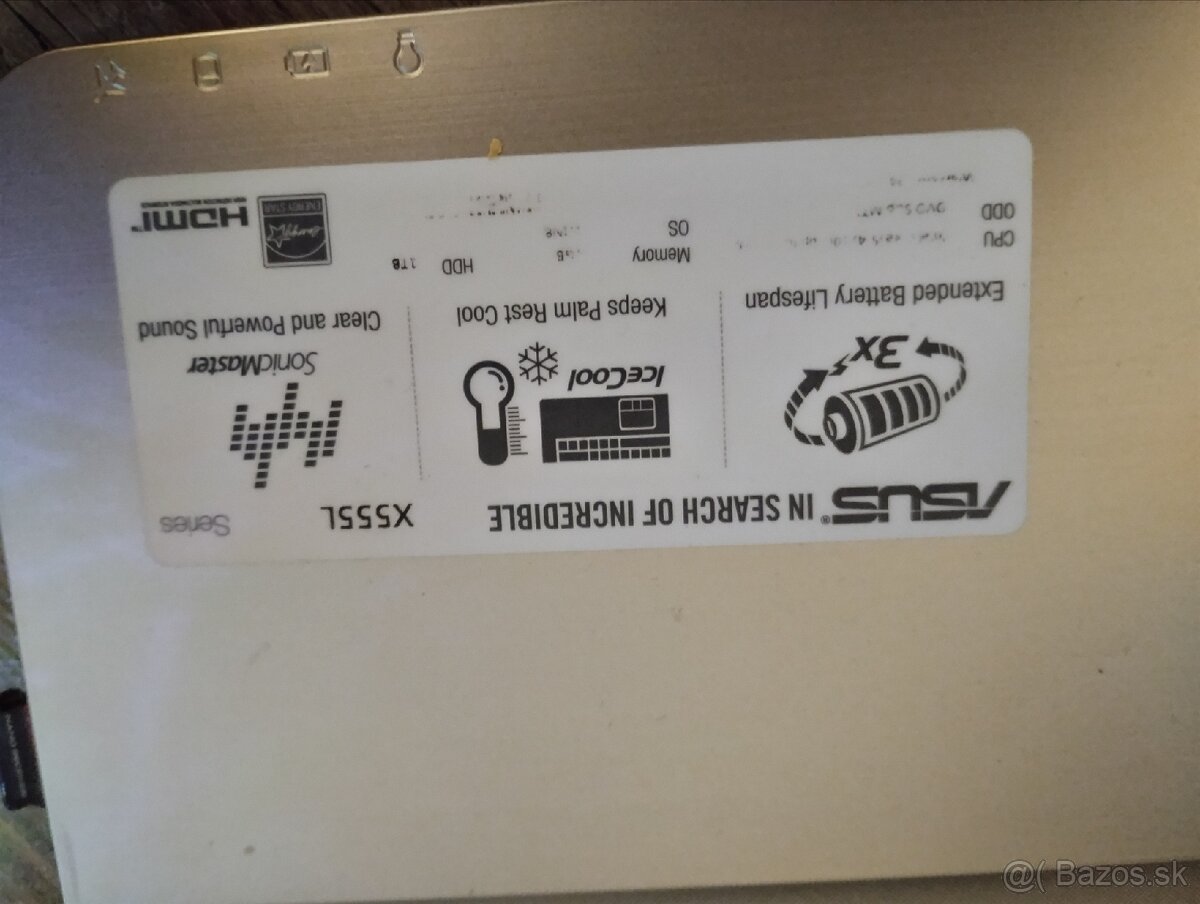 ASUS® IN SEARCH OF INCREDIBLE X555L Series
3x
Extended Battery Lifespan
IceCool
Keeps Palm Rest Cool
SonicMaster
Clear and Powerful Sound
CPU
ODD
Memory
OS
HDD 1TB
ENERGY STAR
HDMI™
@( Bazos.sk